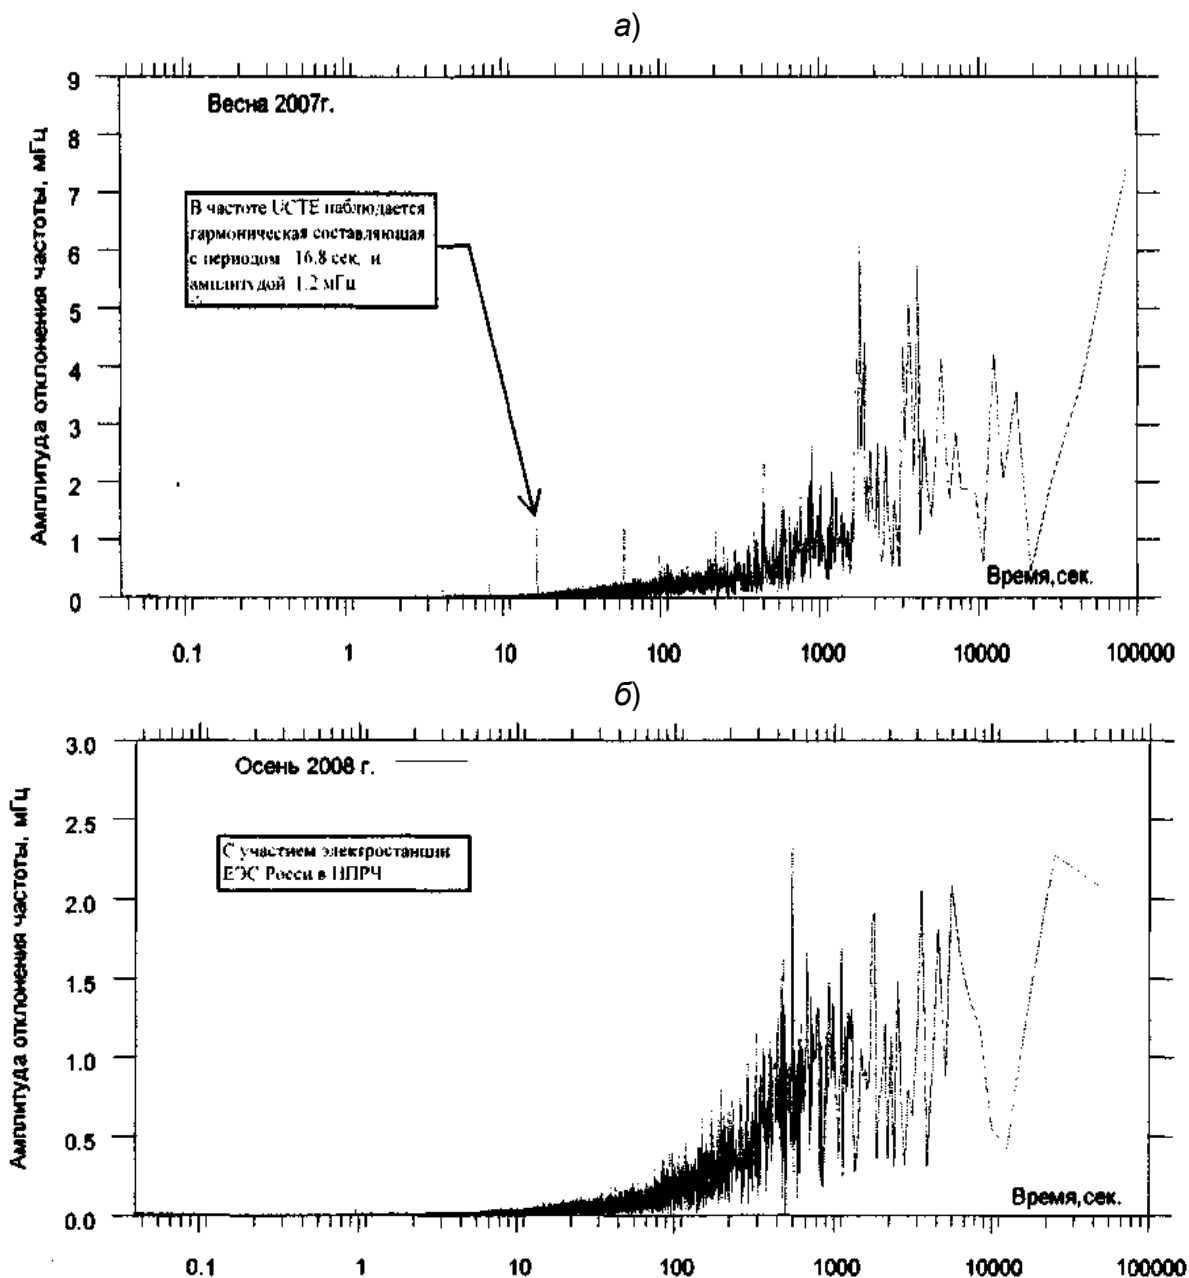 а)
9
Весна 2007г.
8
7
В частоте UCTE наблюдается
гармоническая составляющая
с периодом 16.8 сек, и
амплитудой 1.2 мГц
6
5
4
3
2
1
0
Амплитуда отклонения частоты, мГц
Время,сек.
0.1 1 10 100 1000 10000 100000
б)
3.0
Осень 2008 г.
2.5
С участием электростанции
ЕЭС Росси в НПРЧ
2.0
1.5
1.0
0.5
0.0
Амплитуда отклонения частоты, мГц
Время,сек.
0.1 1 10 100 1000 10000 100000